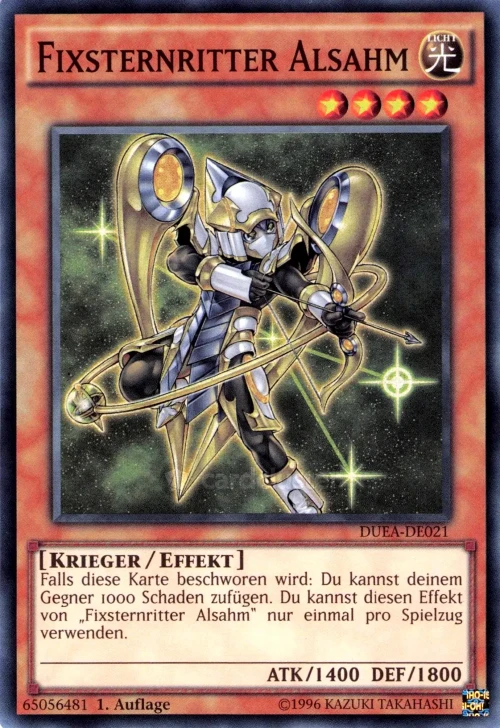 FIXSTERNRITTER ALSAHM
LICHT
光
DUEA-DE021
[KRIEGER / EFFEKT]
Falls diese Karte beschworen wird: Du kannst deinem
Gegner 1000 Schaden zufügen. Du kannst diesen Effekt
von „Fixsternritter Alsahm“ nur einmal pro Spielzug
verwenden.
ATK/1400 DEF/1800
65056481 1. Auflage ©1996 KAZUKI TAKAHASHI